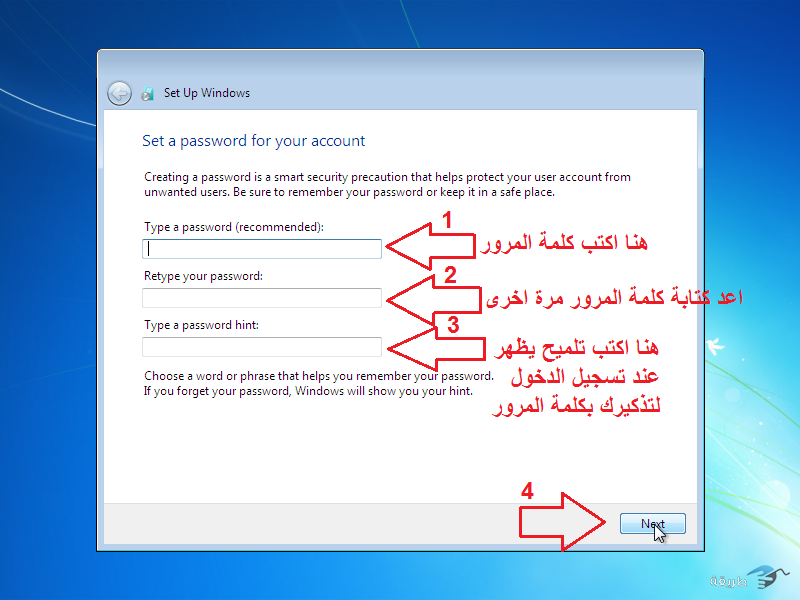 Set Up Windows
Set a password for your account
Creating a password is a smart security precaution that helps protect your user account from
unwanted users. Be sure to remember your password or keep it in a safe place.
Type a password (recommended):
1
هنا اكتب كلمة المرور
Retype your password:
2
اعد كتابة كلمة المرور مرة اخرى
Type a password hint:
3
هنا اكتب تلميح يظهر
عند تسجيل الدخول
لتذكيرك بكلمة المرور
Choose a word or phrase that helps you remember your password.
If you forget your password, Windows will show you your hint.
4
Next